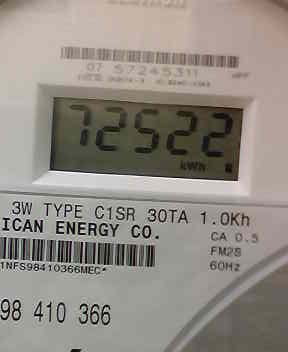 07 57245311
72522
kWh
3W TYPE C1SR 30TA 1.0Kh
ICAN ENERGY CO.
CA 0.5
FM2S
60Hz
1NFS98410366MEC*
98 410 366